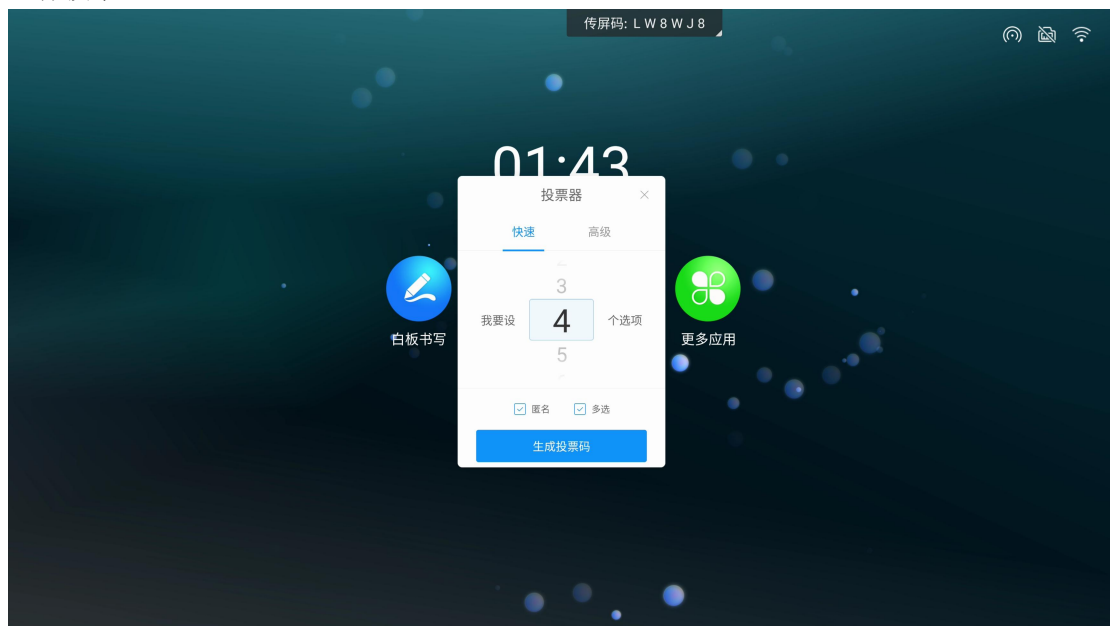 传屏码: LW8WJ8
01:43
投票器
快速 高级
3
我要设 4 个选项
5
白板书写
更多应用
匿名 多选
生成投票码